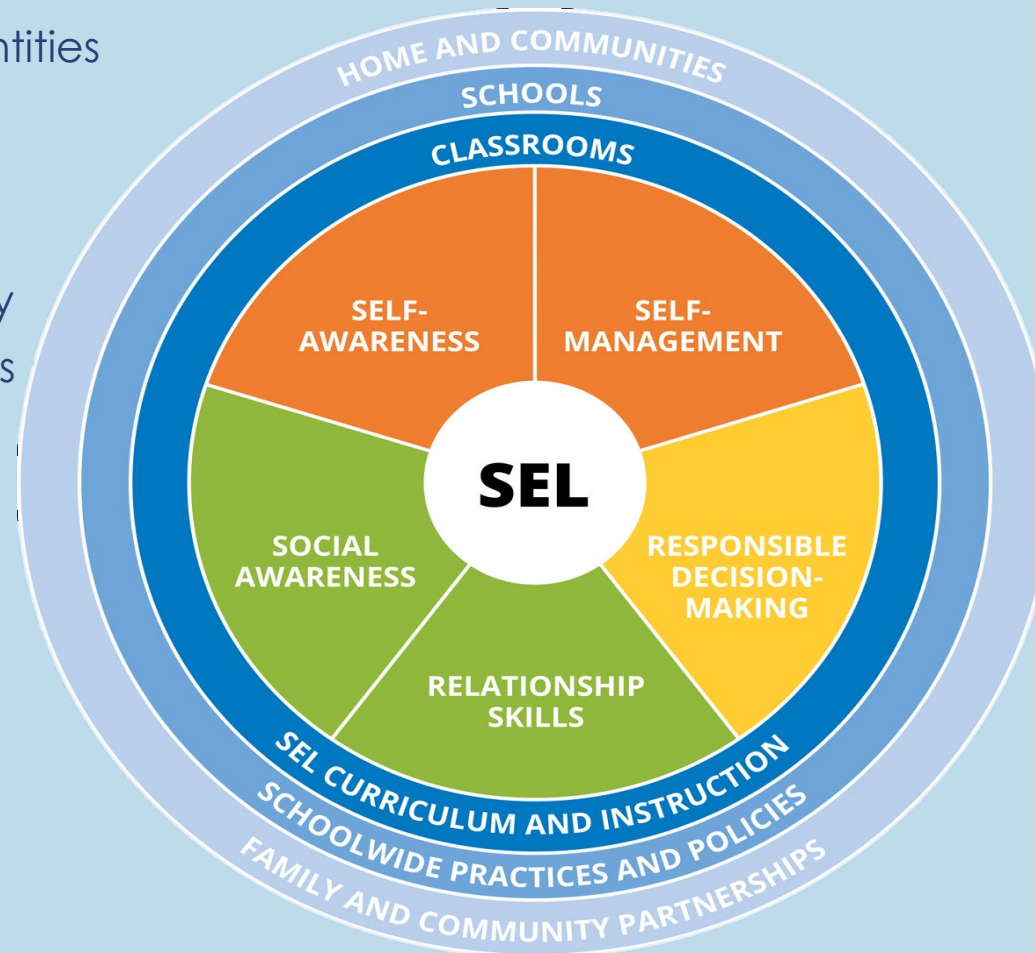 HOME AND COMMUNITIES
SCHOOLS
CLASSROOMS
SELF-
AWARENESS
SELF-
MANAGEMENT
SEL
SOCIAL
AWARENESS
RESPONSIBLE
DECISION-
MAKING
RELATIONSHIP
SKILLS
SEL CURRICULUM AND INSTRUCTION
SCHOOLWIDE PRACTICES AND POLICIES
FAMILY AND COMMUNITY PARTNERSHIPS